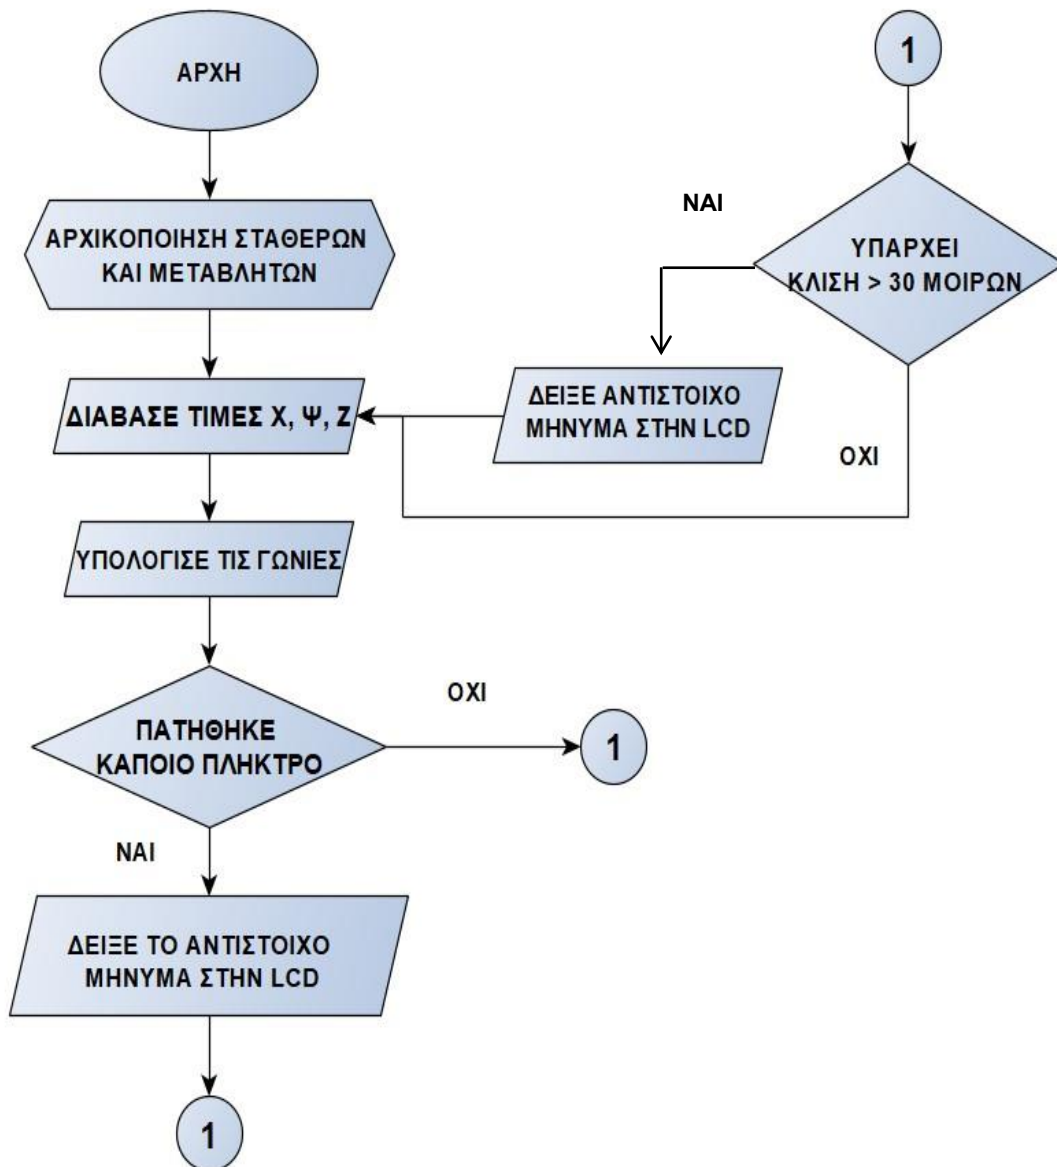 ΑΡΧΗ
ΑΡΧΙΚΟΠΟΙΗΣΗ ΣΤΑΘΕΡΩΝ
ΚΑΙ ΜΕΤΑΒΛΗΤΩΝ
ΔΙΑΒΑΣΕ ΤΙΜΕΣ Χ, Ψ, Ζ
ΥΠΟΛΟΓΙΣΕ ΤΙΣ ΓΩΝΙΕΣ
ΠΑΤΗΘΗΚΕ
ΚΑΠΟΙΟ ΠΛΗΚΤΡΟ
ΟΧΙ
1
ΝΑΙ
ΔΕΙΞΕ ΤΟ ΑΝΤΙΣΤΟΙΧΟ
ΜΗΝΥΜΑ ΣΤΗΝ LCD
1
1
ΥΠΑΡΧΕΙ
ΚΛΙΣΗ > 30 ΜΟΙΡΩΝ
ΝΑΙ
ΔΕΙΞΕ ΑΝΤΙΣΤΟΙΧΟ
ΜΗΝΥΜΑ ΣΤΗΝ LCD
ΟΧΙ